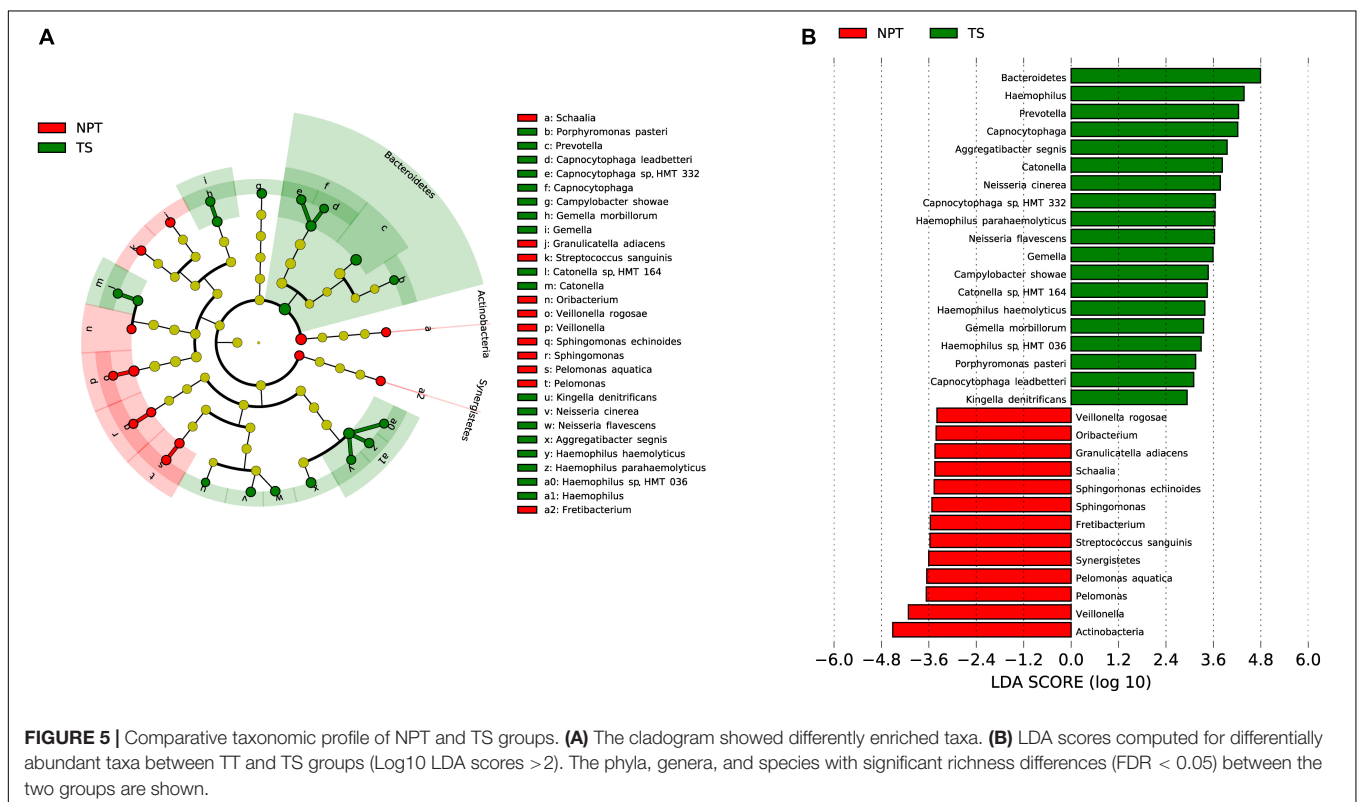 A
NPT
TS
Bacteroidetes
Actinobacteria
Synergistetes
a
b
c
d
e
f
g
h
i
j
k
l
m
n
o
p
q
r
s
t
u
v
w
x
y
z
a0
a1
a2
a: Schaalia
b: Porphyromonas pasteri
c: Prevotella
d: Capnocytophaga leadbetteri
e: Capnocytophaga sp, HMT 332
f: Capnocytophaga
g: Campylobacter showae
h: Gemella morbillorum
i: Gemella
j: Granulicatella adiacens
k: Streptococcus sanguinis
l: Catonella sp, HMT 164
m: Catonella
n: Oribacterium
o: Veillonella rogosae
p: Veillonella
q: Sphingomonas echinoides
r: Sphingomonas
s: Pelomonas aquatica
t: Pelomonas
u: Kingella denitrificans
v: Neisseria cinerea
w: Neisseria flavescens
x: Aggregatibacter segnis
y: Haemophilus haemolyticus
z: Haemophilus parahaemolyticus
a0: Haemophilus sp, HMT 036
a1: Haemophilus
a2: Fretibacterium
B
NPT TS
Bacteroidetes
Haemophilus
Prevotella
Capnocytophaga
Aggregatibacter segnis
Catonella
Neisseria cinerea
Capnocytophaga sp, HMT 332
Haemophilus parahaemolyticus
Neisseria flavescens
Gemella
Campylobacter showae
Catonella sp, HMT 164
Haemophilus haemolyticus
Gemella morbillorum
Haemophilus sp, HMT 036
Porphyromonas pasteri
Capnocytophaga leadbetteri
Kingella denitrificans
Veillonella rogosae
Oribacterium
Granulicatella adiacens
Schaalia
Sphingomonas echinoides
Sphingomonas
Fretibacterium
Streptococcus sanguinis
Synergistetes
Pelomonas aquatica
Pelomonas
Veillonella
Actinobacteria
−6.0 −4.8 −3.6 −2.4 −1.2 0.0 1.2 2.4 3.6 4.8 6.0
LDA SCORE (log 10)
FIGURE 5 | Comparative taxonomic profile of NPT and TS groups. (A) The cladogram showed differently enriched taxa. (B) LDA scores computed for differentially
abundant taxa between TT and TS groups (Log10 LDA scores >2). The phyla, genera, and species with significant richness differences (FDR < 0.05) between the
two groups are shown.